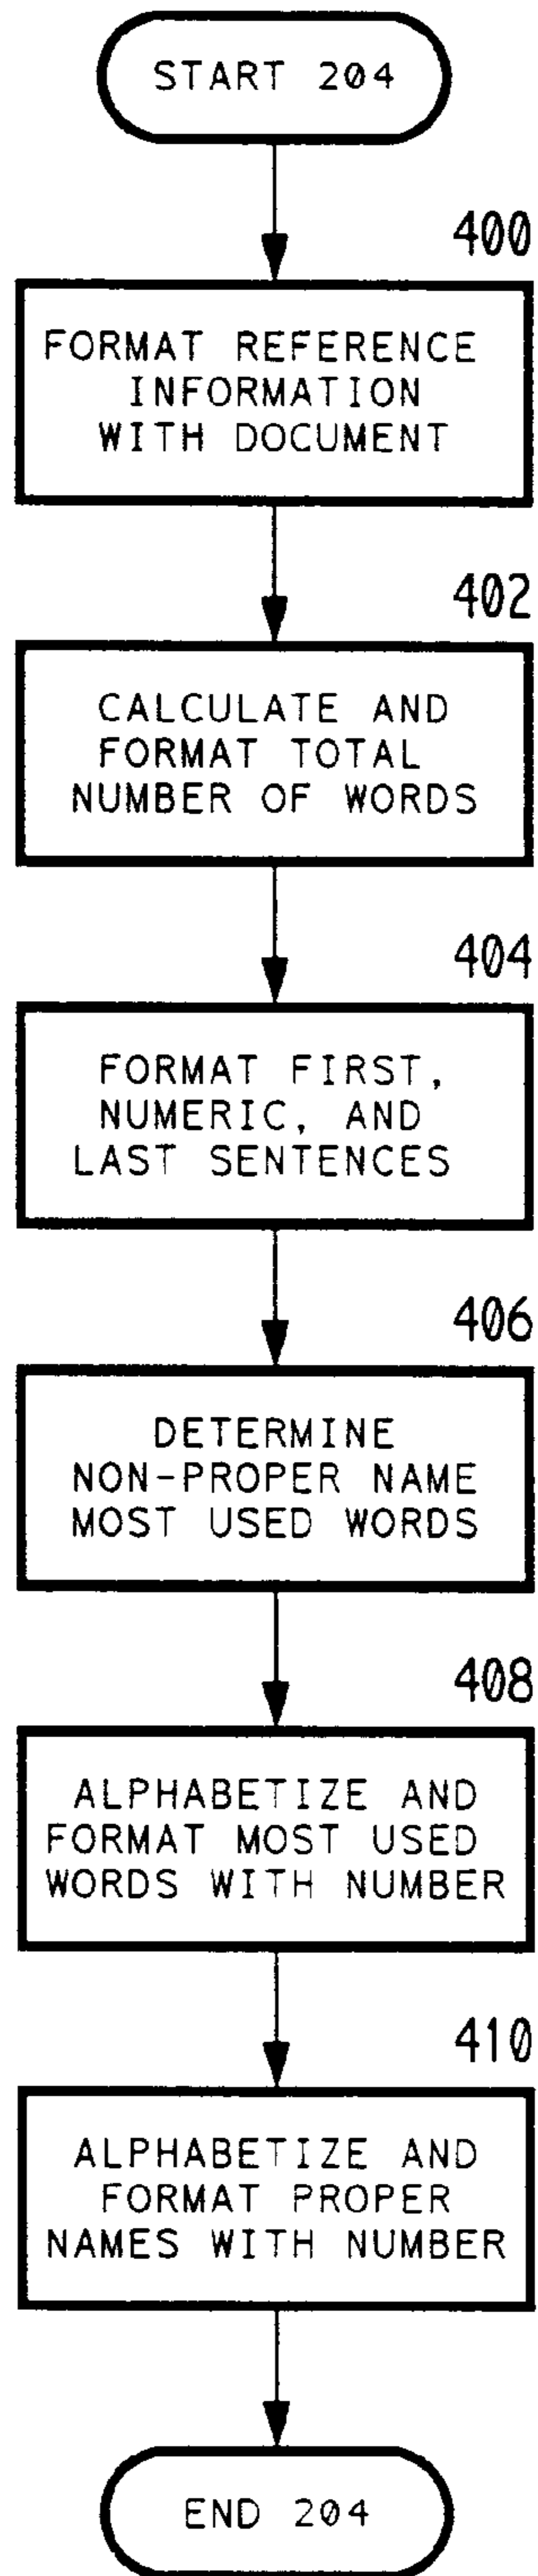 START 204
400
FORMAT REFERENCE
INFORMATION
WITH DOCUMENT
402
CALCULATE AND
FORMAT TOTAL
NUMBER OF WORDS
404
FORMAT FIRST,
NUMERIC, AND
LAST SENTENCES
406
DETERMINE
NON-PROPER NAME
MOST USED WORDS
408
ALPHABETIZE AND
FORMAT MOST USED
WORDS WITH NUMBER
410
ALPHABETIZE AND
FORMAT PROPER
NAMES WITH NUMBER
END 204